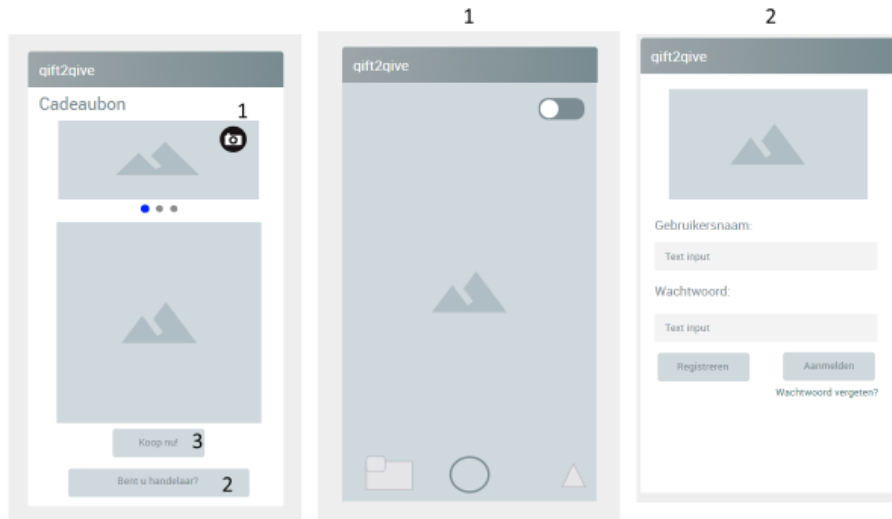 1
2
qift2qive
Cadeaubon
1
Koop nu!
3
Bent u handelaar?
2
qift2qive
qift2qive
Gebruikersnaam:
Text input
Wachtwoord:
Text input
Registreren
Aanmelden
Wachtwoord vergeten?